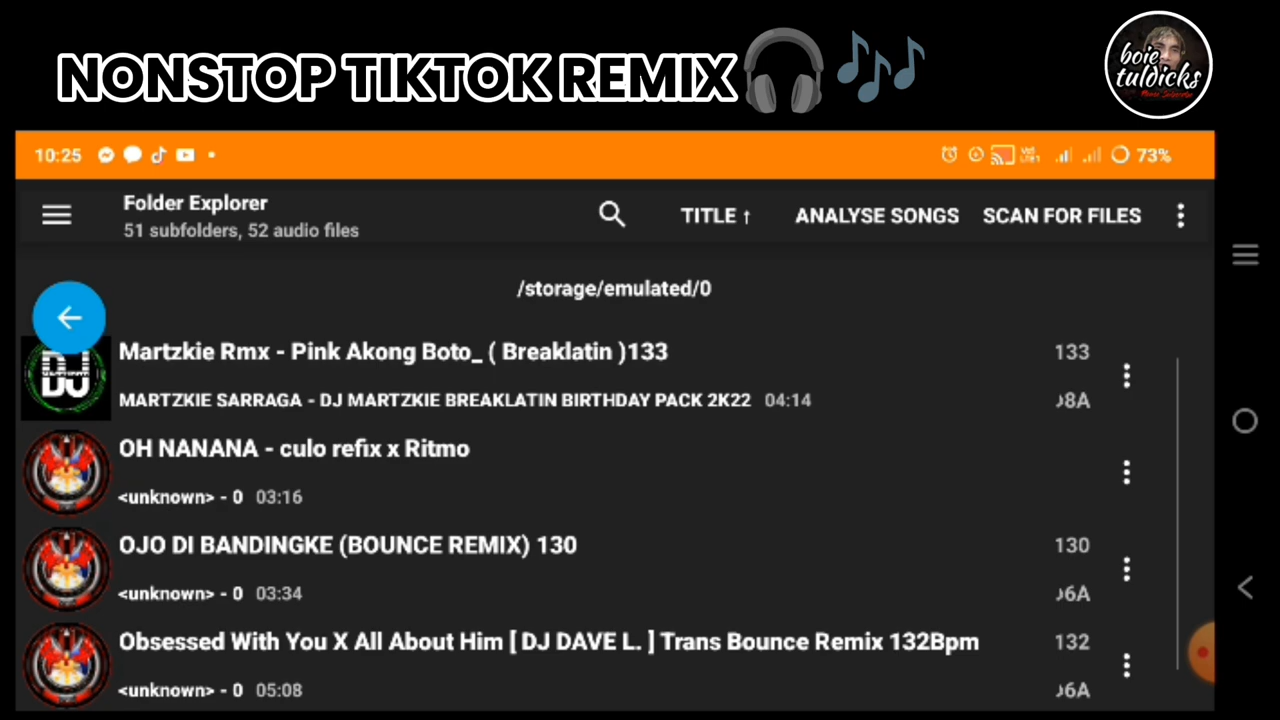 NONSTOP TIKTOK REMIX
boie
tuldicks
10:25
73%
Folder Explorer
51 subfolders, 52 audio files
TITLE ↑
ANALYSE SONGS
SCAN FOR FILES
/storage/emulated/0
DJ
Martzkie Rmx - Pink Akong Boto_ ( Breaklatin )133
133
MARTZKIE SARRAGA - DJ MARTZKIE BREAKLATIN BIRTHDAY PACK 2K22 04:14
8A
OH NANANA - culo refix x Ritmo
<unknown> - 0 03:16
OJO DI BANDINGKE (BOUNCE REMIX) 130
130
<unknown> - 0 03:34
6A
Obsessed With You X All About Him [ DJ DAVE L. ] Trans Bounce Remix 132Bpm
132
<unknown> - 0 05:08
6A